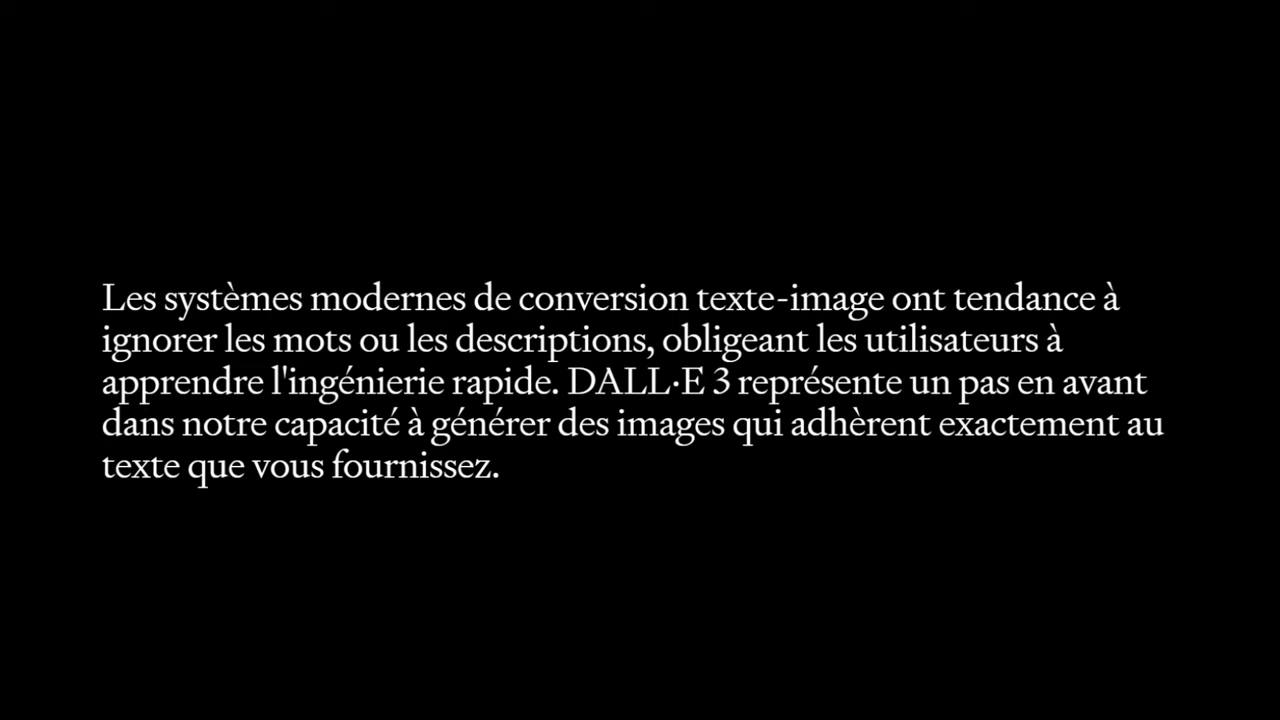 Les systèmes modernes de conversion texte-image ont tendance à
ignorer les mots ou les descriptions, obligeant les utilisateurs à
apprendre l'ingénierie rapide. DALL·E 3 représente un pas en avant
dans notre capacité à générer des images qui adhèrent exactement au
texte que vous fournissez.